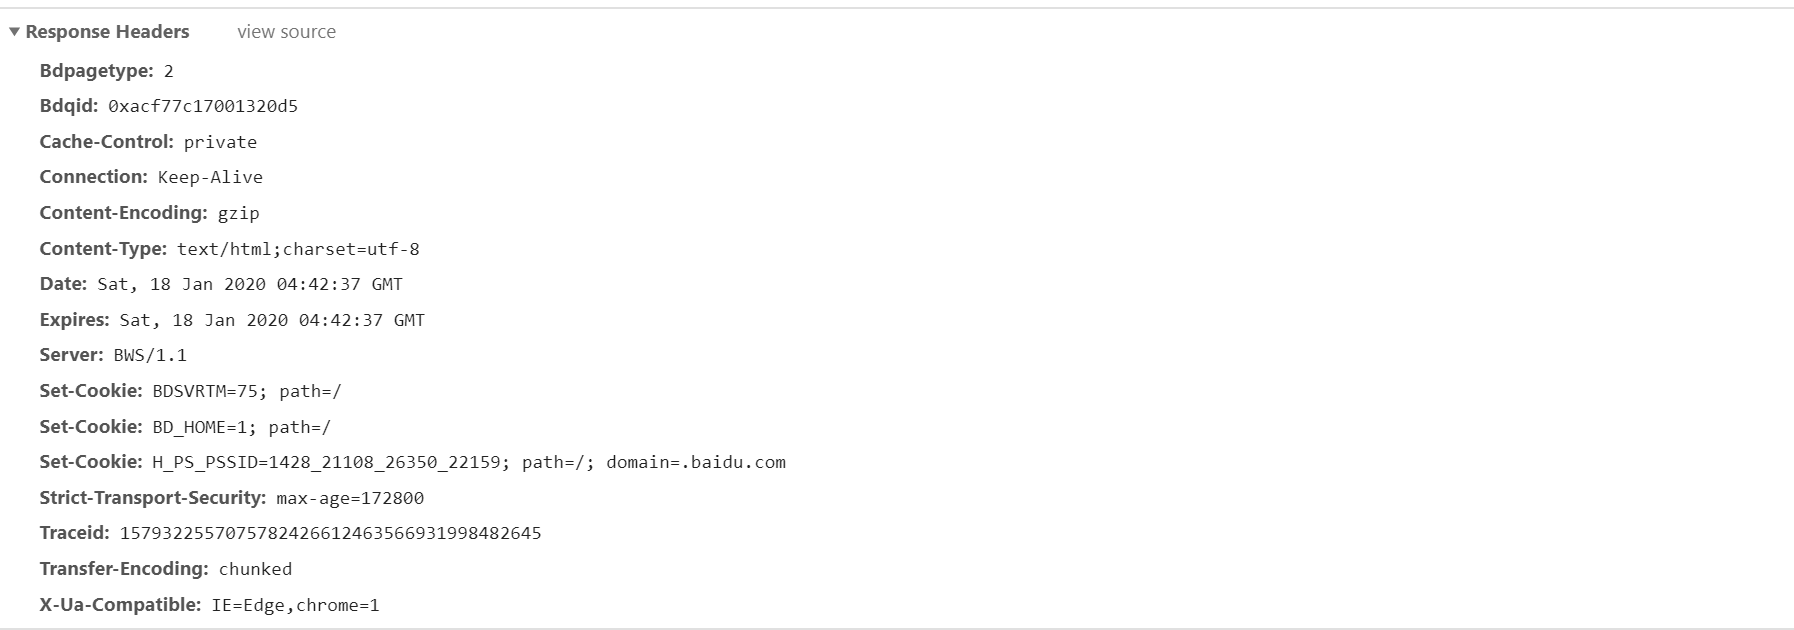 Response Headers view source
Bdpagetype: 2
Bdqid: 0xacf77c17001320d5
Cache-Control: private
Connection: Keep-Alive
Content-Encoding: gzip
Content-Type: text/html;charset=utf-8
Date: Sat, 18 Jan 2020 04:42:37 GMT
Expires: Sat, 18 Jan 2020 04:42:37 GMT
Server: BWS/1.1
Set-Cookie: BDSVRTM=75; path=/
Set-Cookie: BD_HOME=1; path=/
Set-Cookie: H_PS_PSSID=1428_21108_26350_22159; path=/; domain=.baidu.com
Strict-Transport-Security: max-age=172800
Traceid: 1579322557075782426612463566931998482645
Transfer-Encoding: chunked
X-Ua-Compatible: IE=Edge,chrome=1